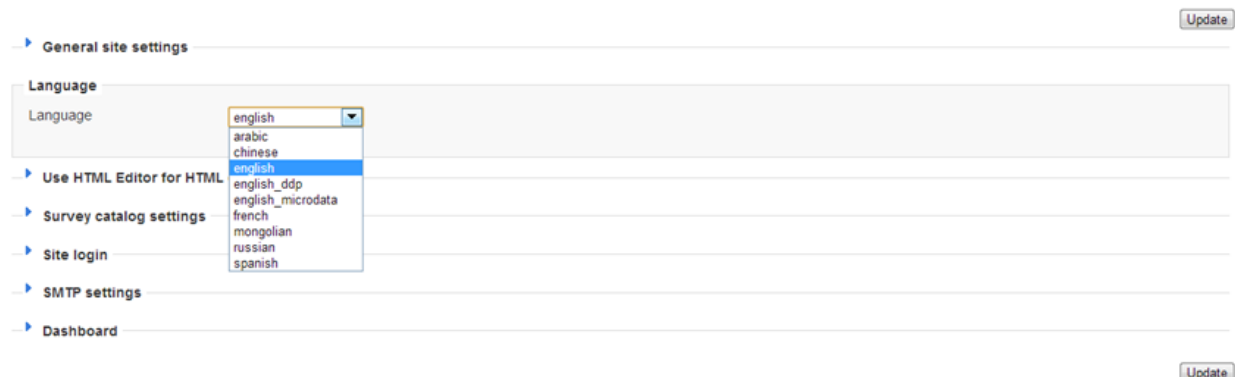 Update
General site settings
Language
Language
english
arabic
chinese
english
english_ddp
english_microdata
french
mongolian
russian
spanish
Use HTML Editor for HTML
Survey catalog settings
Site login
SMTP settings
Dashboard
Update